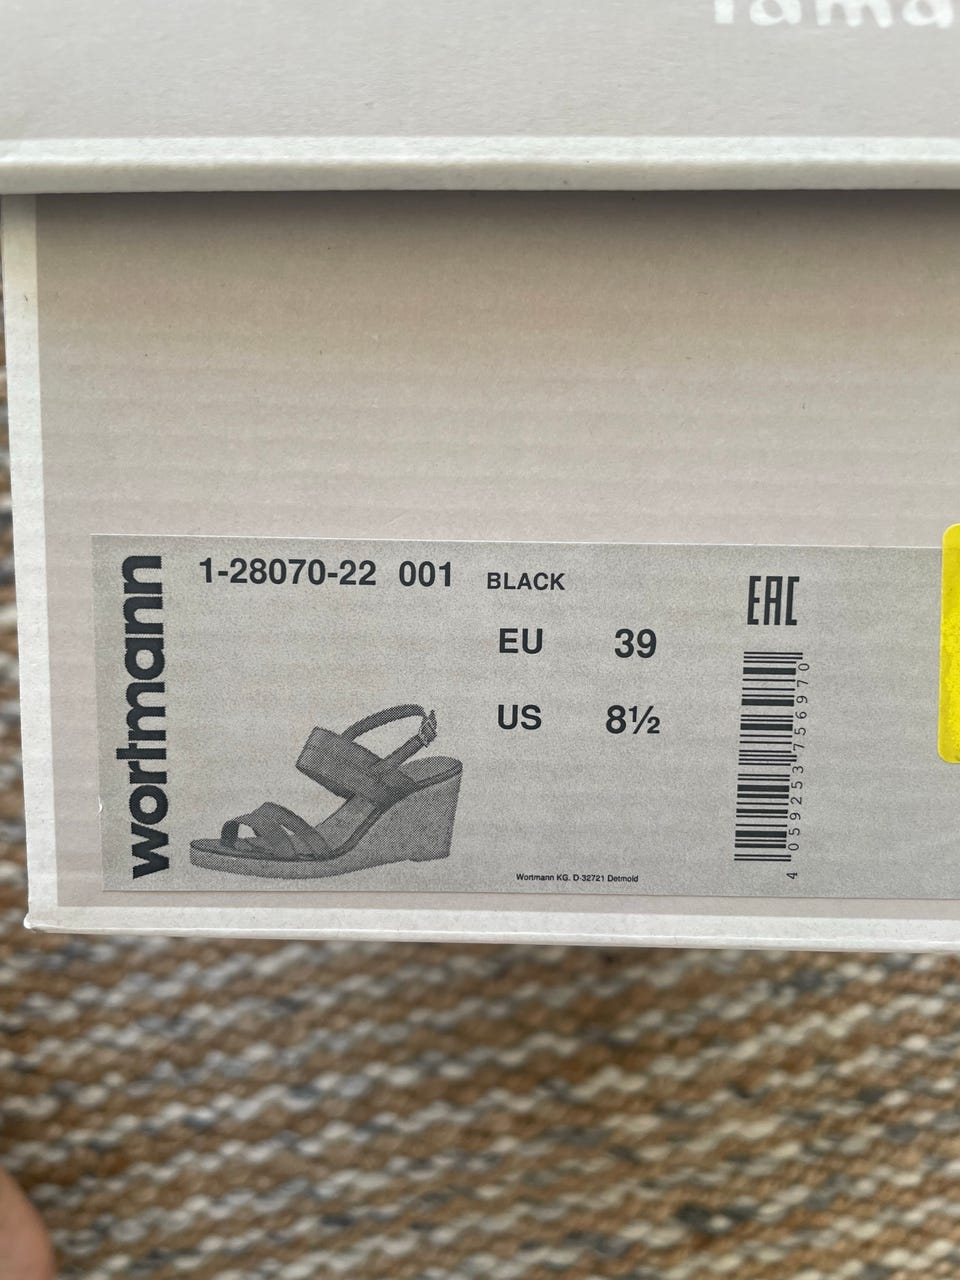 wortmann
1-28070-22 001 BLACK
EU 39
US 8½
EAC
4 059253 756970
Wortmann KG. D-32721 Detmold